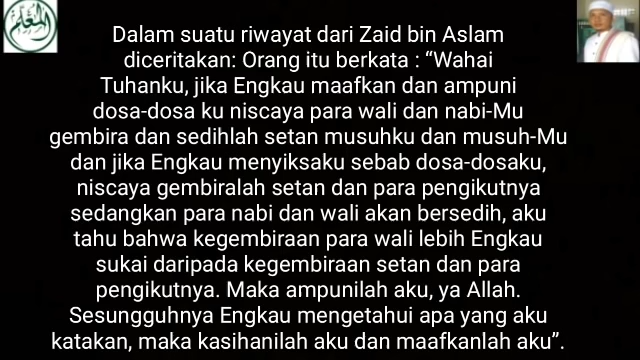 Dalam suatu riwayat dari Zaid bin Aslam
diceritakan: Orang itu berkata : “Wahai
Tuhanku, jika Engkau maafkan dan ampuni
dosa-dosa ku niscaya para wali dan nabi-Mu
gembira dan sedihlah setan musuhku dan musuh-Mu
dan jika Engkau menyiksaku sebab dosa-dosaku,
niscaya gembiralah setan dan para pengikutnya
sedangkan para nabi dan wali akan bersedih, aku
tahu bahwa kegembiraan para wali lebih Engkau
sukai daripada kegembiraan setan dan para
pengikutnya. Maka ampunilah aku, ya Allah.
Sesungguhnya Engkau mengetahui apa yang aku
katakan, maka kasihanilah aku dan maafkanlah aku”.